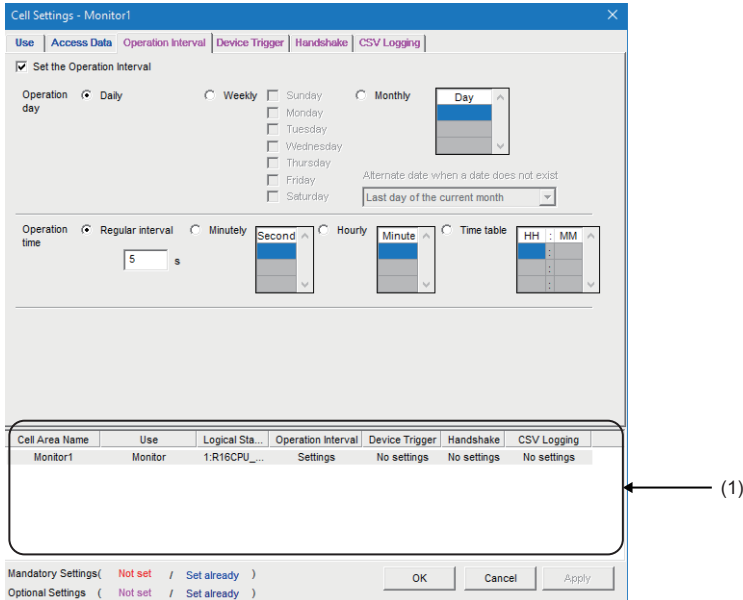 Cell Settings - Monitor1
Use Access Data Operation Interval Device Trigger Handshake CSV Logging
Set the Operation Interval
Operation day
Daily
Weekly
Sunday
Monday
Tuesday
Wednesday
Thursday
Friday
Saturday
Monthly
Day
Alternate date when a date does not exist
Last day of the current month
Operation time
Regular interval
5 s
Minutely
Second
Hourly
Minute
Time table
HH : MM
:
:
:
Cell Area Name Use Logical Sta... Operation Interval Device Trigger Handshake CSV Logging
Monitor1 Monitor 1:R16CPU_... Settings No settings No settings No settings
(1)
Mandatory Settings( Not set / Set already )
Optional Settings ( Not set / Set already )
OK Cancel Apply